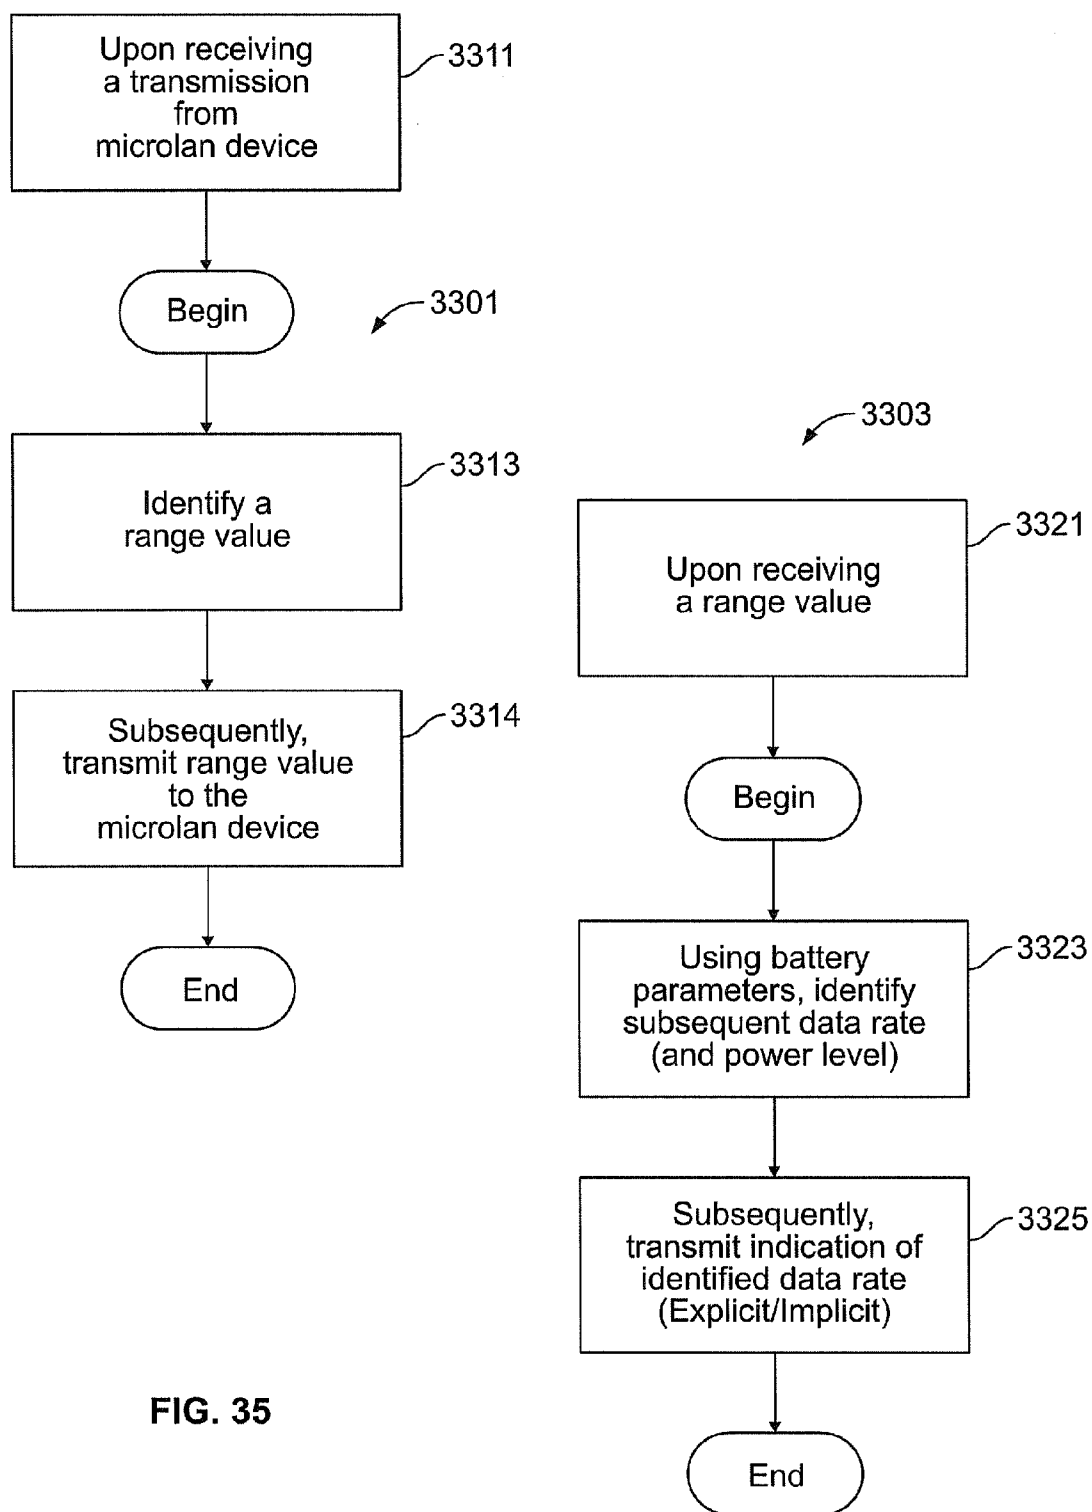 Upon receiving
a transmission
from
microlan device
3311
Begin
3301
Identify a
range value
3313
Subsequently,
transmit range value
to the
microlan device
3314
End
3303
Upon receiving
a range value
3321
Begin
Using battery
parameters, identify
subsequent data rate
(and power level)
3323
Subsequently,
transmit indication of
identified data rate
(Explicit/Implicit)
3325
End
FIG. 35